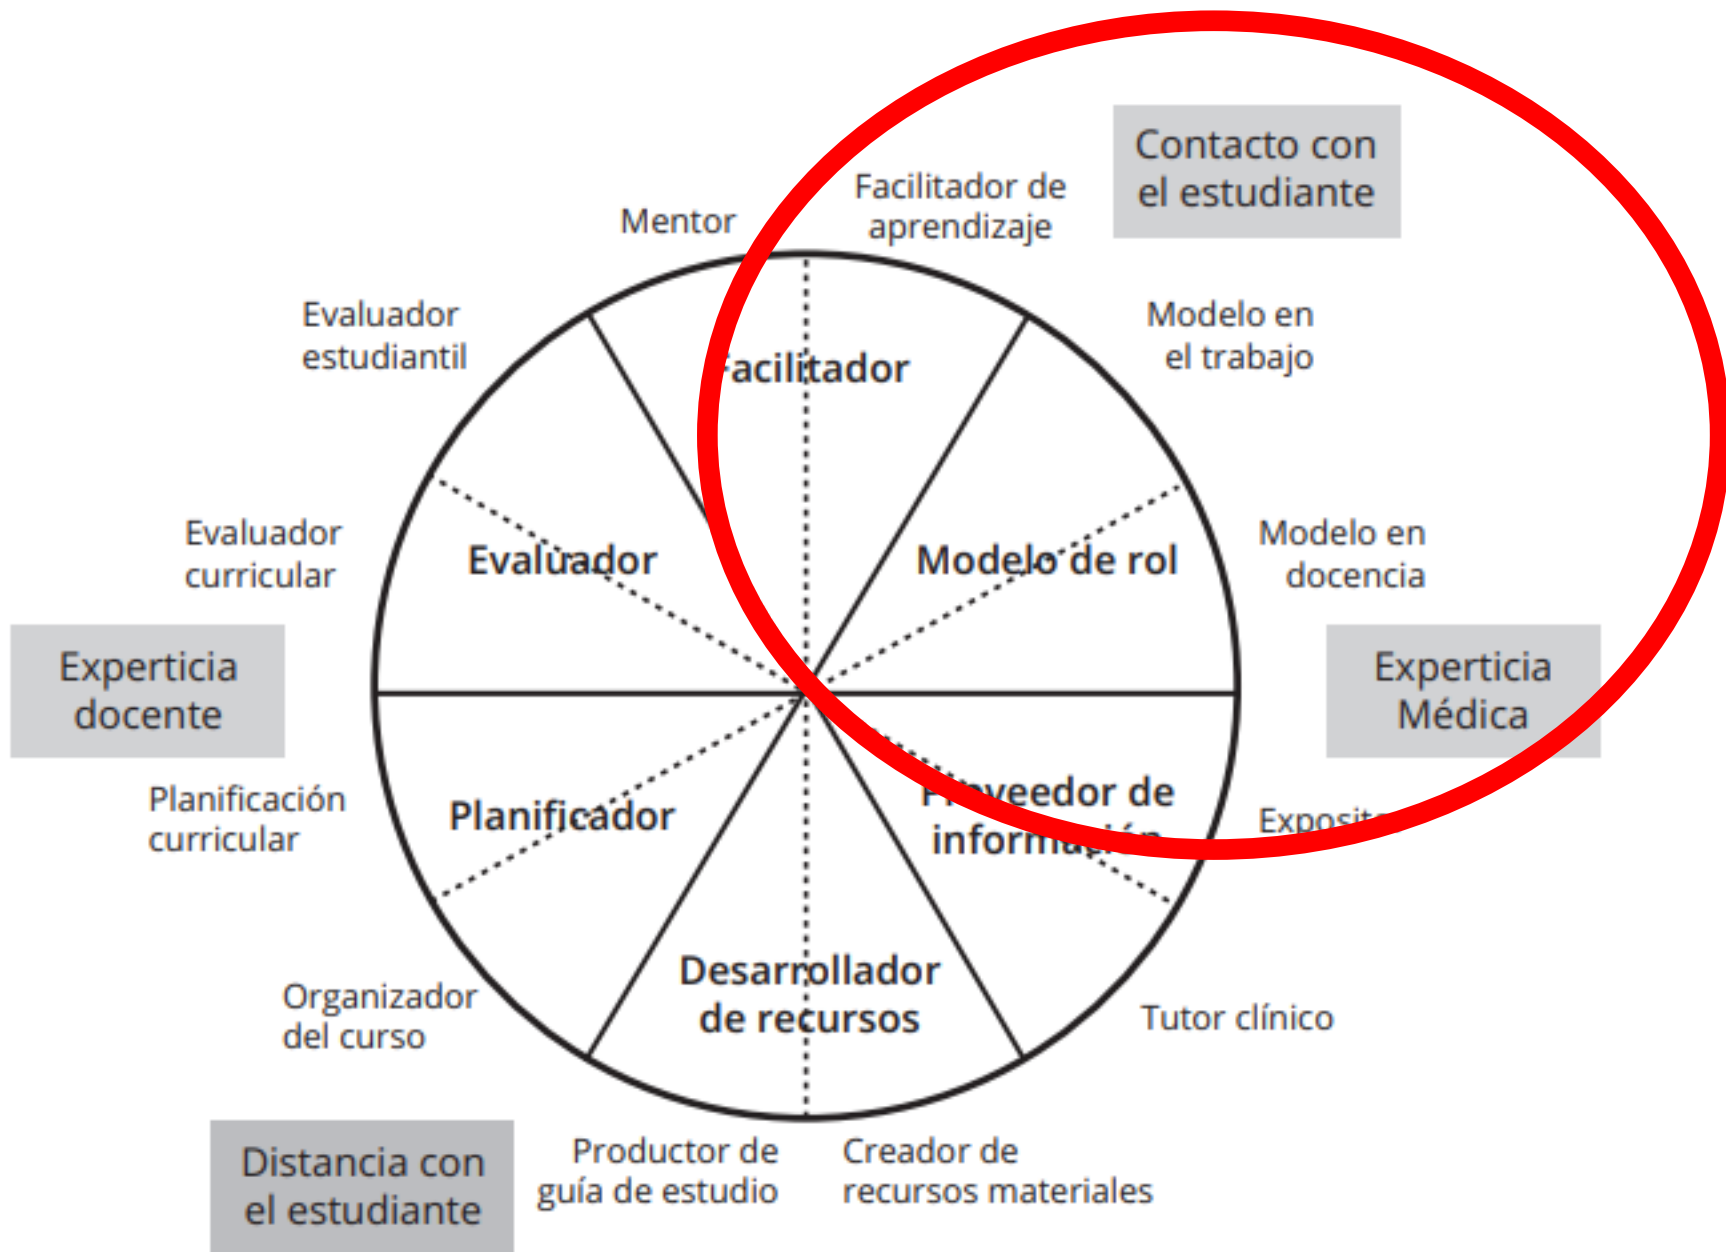 Contacto con
el estudiante
Facilitador de
aprendizaje
Mentor
Evaluador
estudiantil
Modelo en
el trabajo
acilitador
Evaluador
curricular
Evaluador
Modelo de rol
Modelo en
docencia
Experticia
docente
Experticia
Médica
Planificación
curricular
Planificador
Proveedor de
información
Desarrollador
de recursos
Organizador
del curso
Tutor clínico
Distancia con
el estudiante
Productor de
guía de estudio
Creador de
recursos materiales